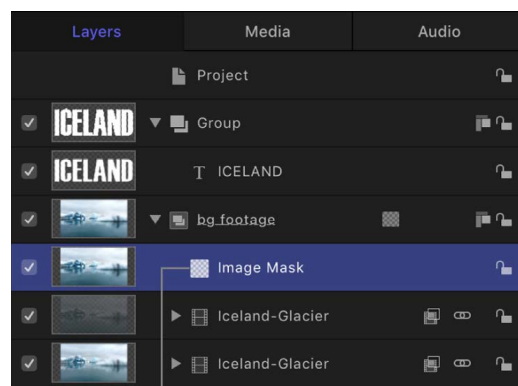 Layers Media Audio
Project
ICELAND Group
ICELAND T ICELAND
bg footage
Image Mask
Iceland-Glacier
Iceland-Glacier